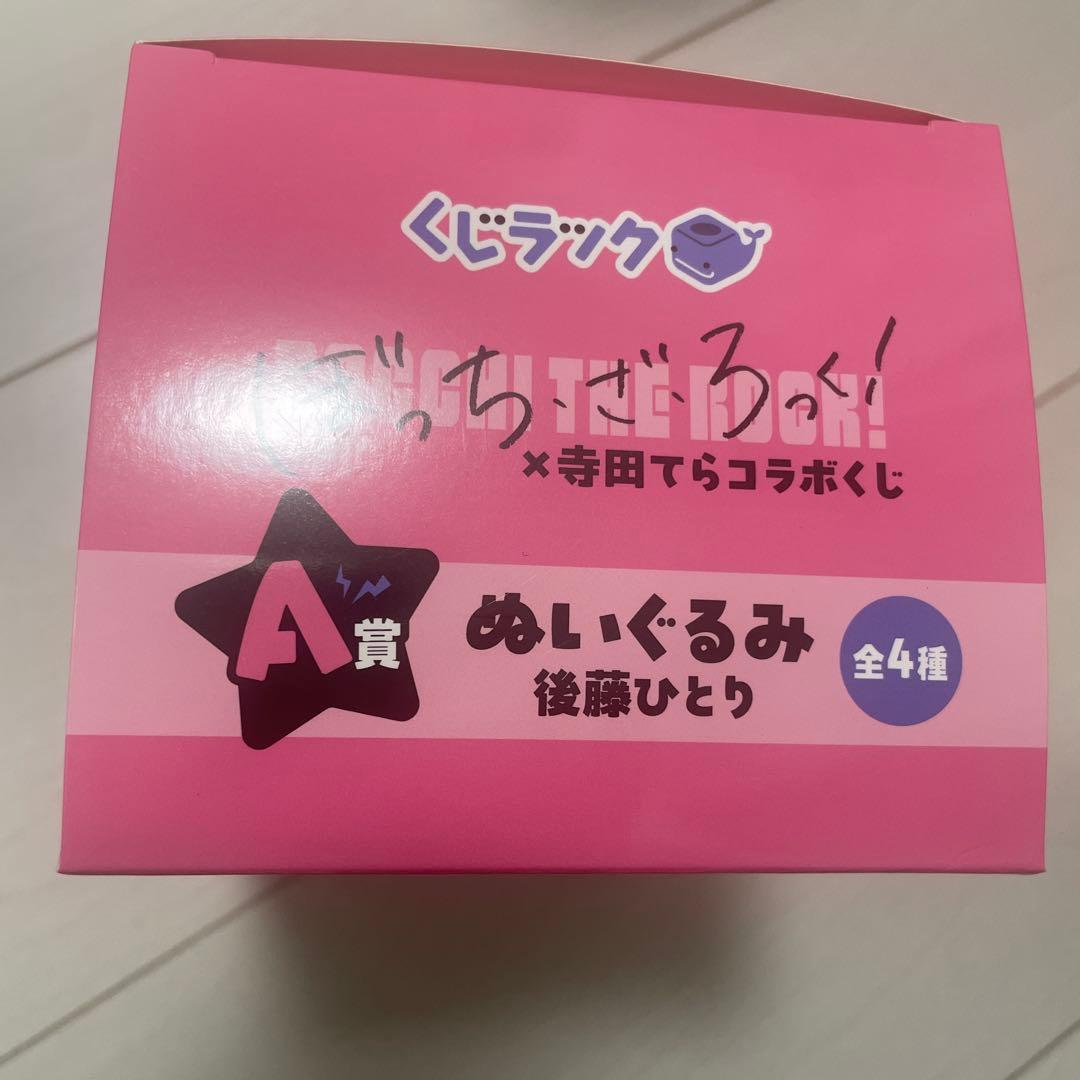 くじラック
BOCCHI THE ROCK!
ぼっち・ざ・ろっく!
×寺田てらコラボくじ
A賞
ぬいぐるみ
後藤ひとり
全4種